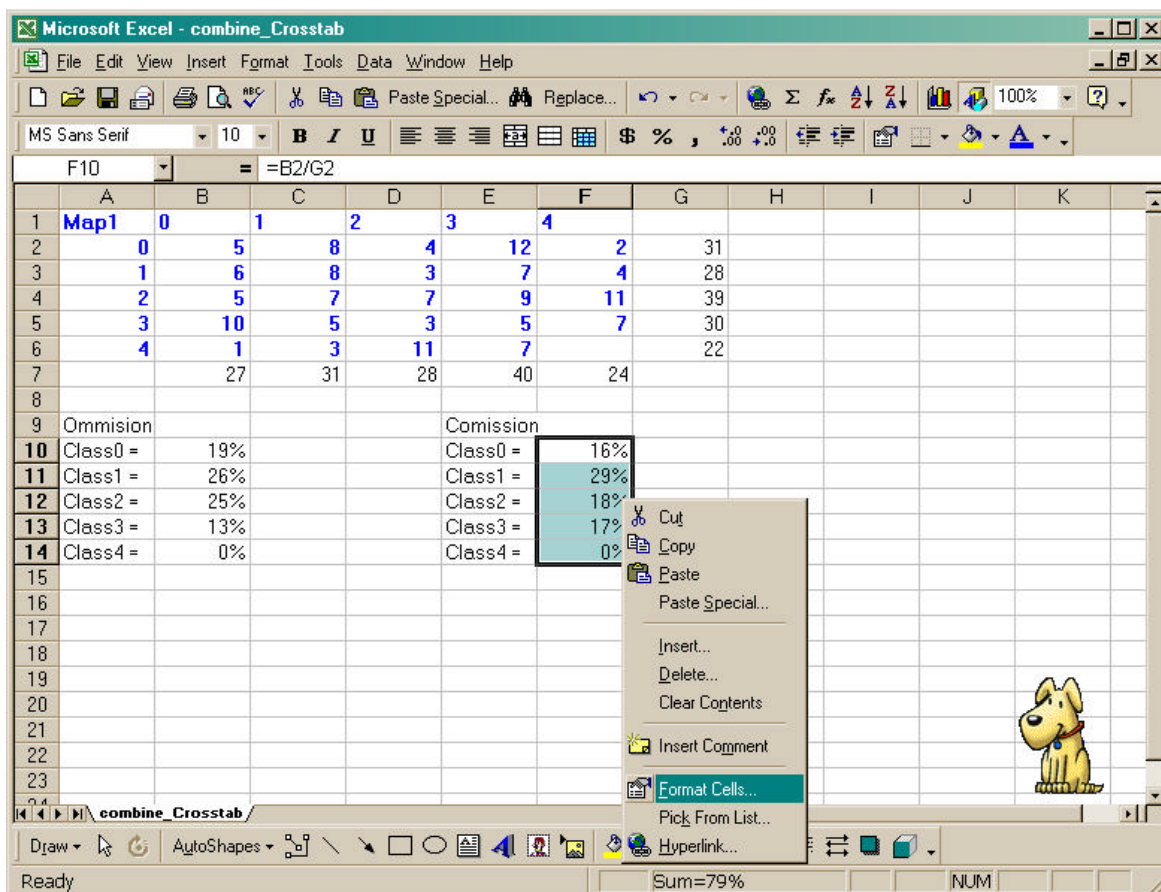 Microsoft Excel - combine_Crosstab
File Edit View Insert Format Tools Data Window Help
ABC Paste Special... Replace... Σ fx A Z Z A 100% ?
MS Sans Serif 10 B I U $ % , A
F10 = =B2/G2
A B C D E F G H I J K
1 Map1 0 1 2 3 4
2 0 5 8 4 12 2 31
3 1 6 8 3 7 4 28
4 2 5 7 7 9 11 39
5 3 10 5 3 5 7 30
6 4 1 3 11 7 22
7 27 31 28 40 24
8
9 Ommision Comission
10 Class0 = 19% Class0 = 16%
11 Class1 = 26% Class1 = 29%
12 Class2 = 25% Class2 = 18%
13 Class3 = 13% Class3 = 17%
14 Class4 = 0% Class4 = 0%
15
16
17
18
19
20
21
22
23
24
Cut
Copy
Paste
Paste Special...
Insert...
Delete...
Clear Contents
Insert Comment
Format Cells...
Pick From List...
Hyperlink...
combine_Crosstab
Draw AutoShapes
Ready Sum=79% NUM